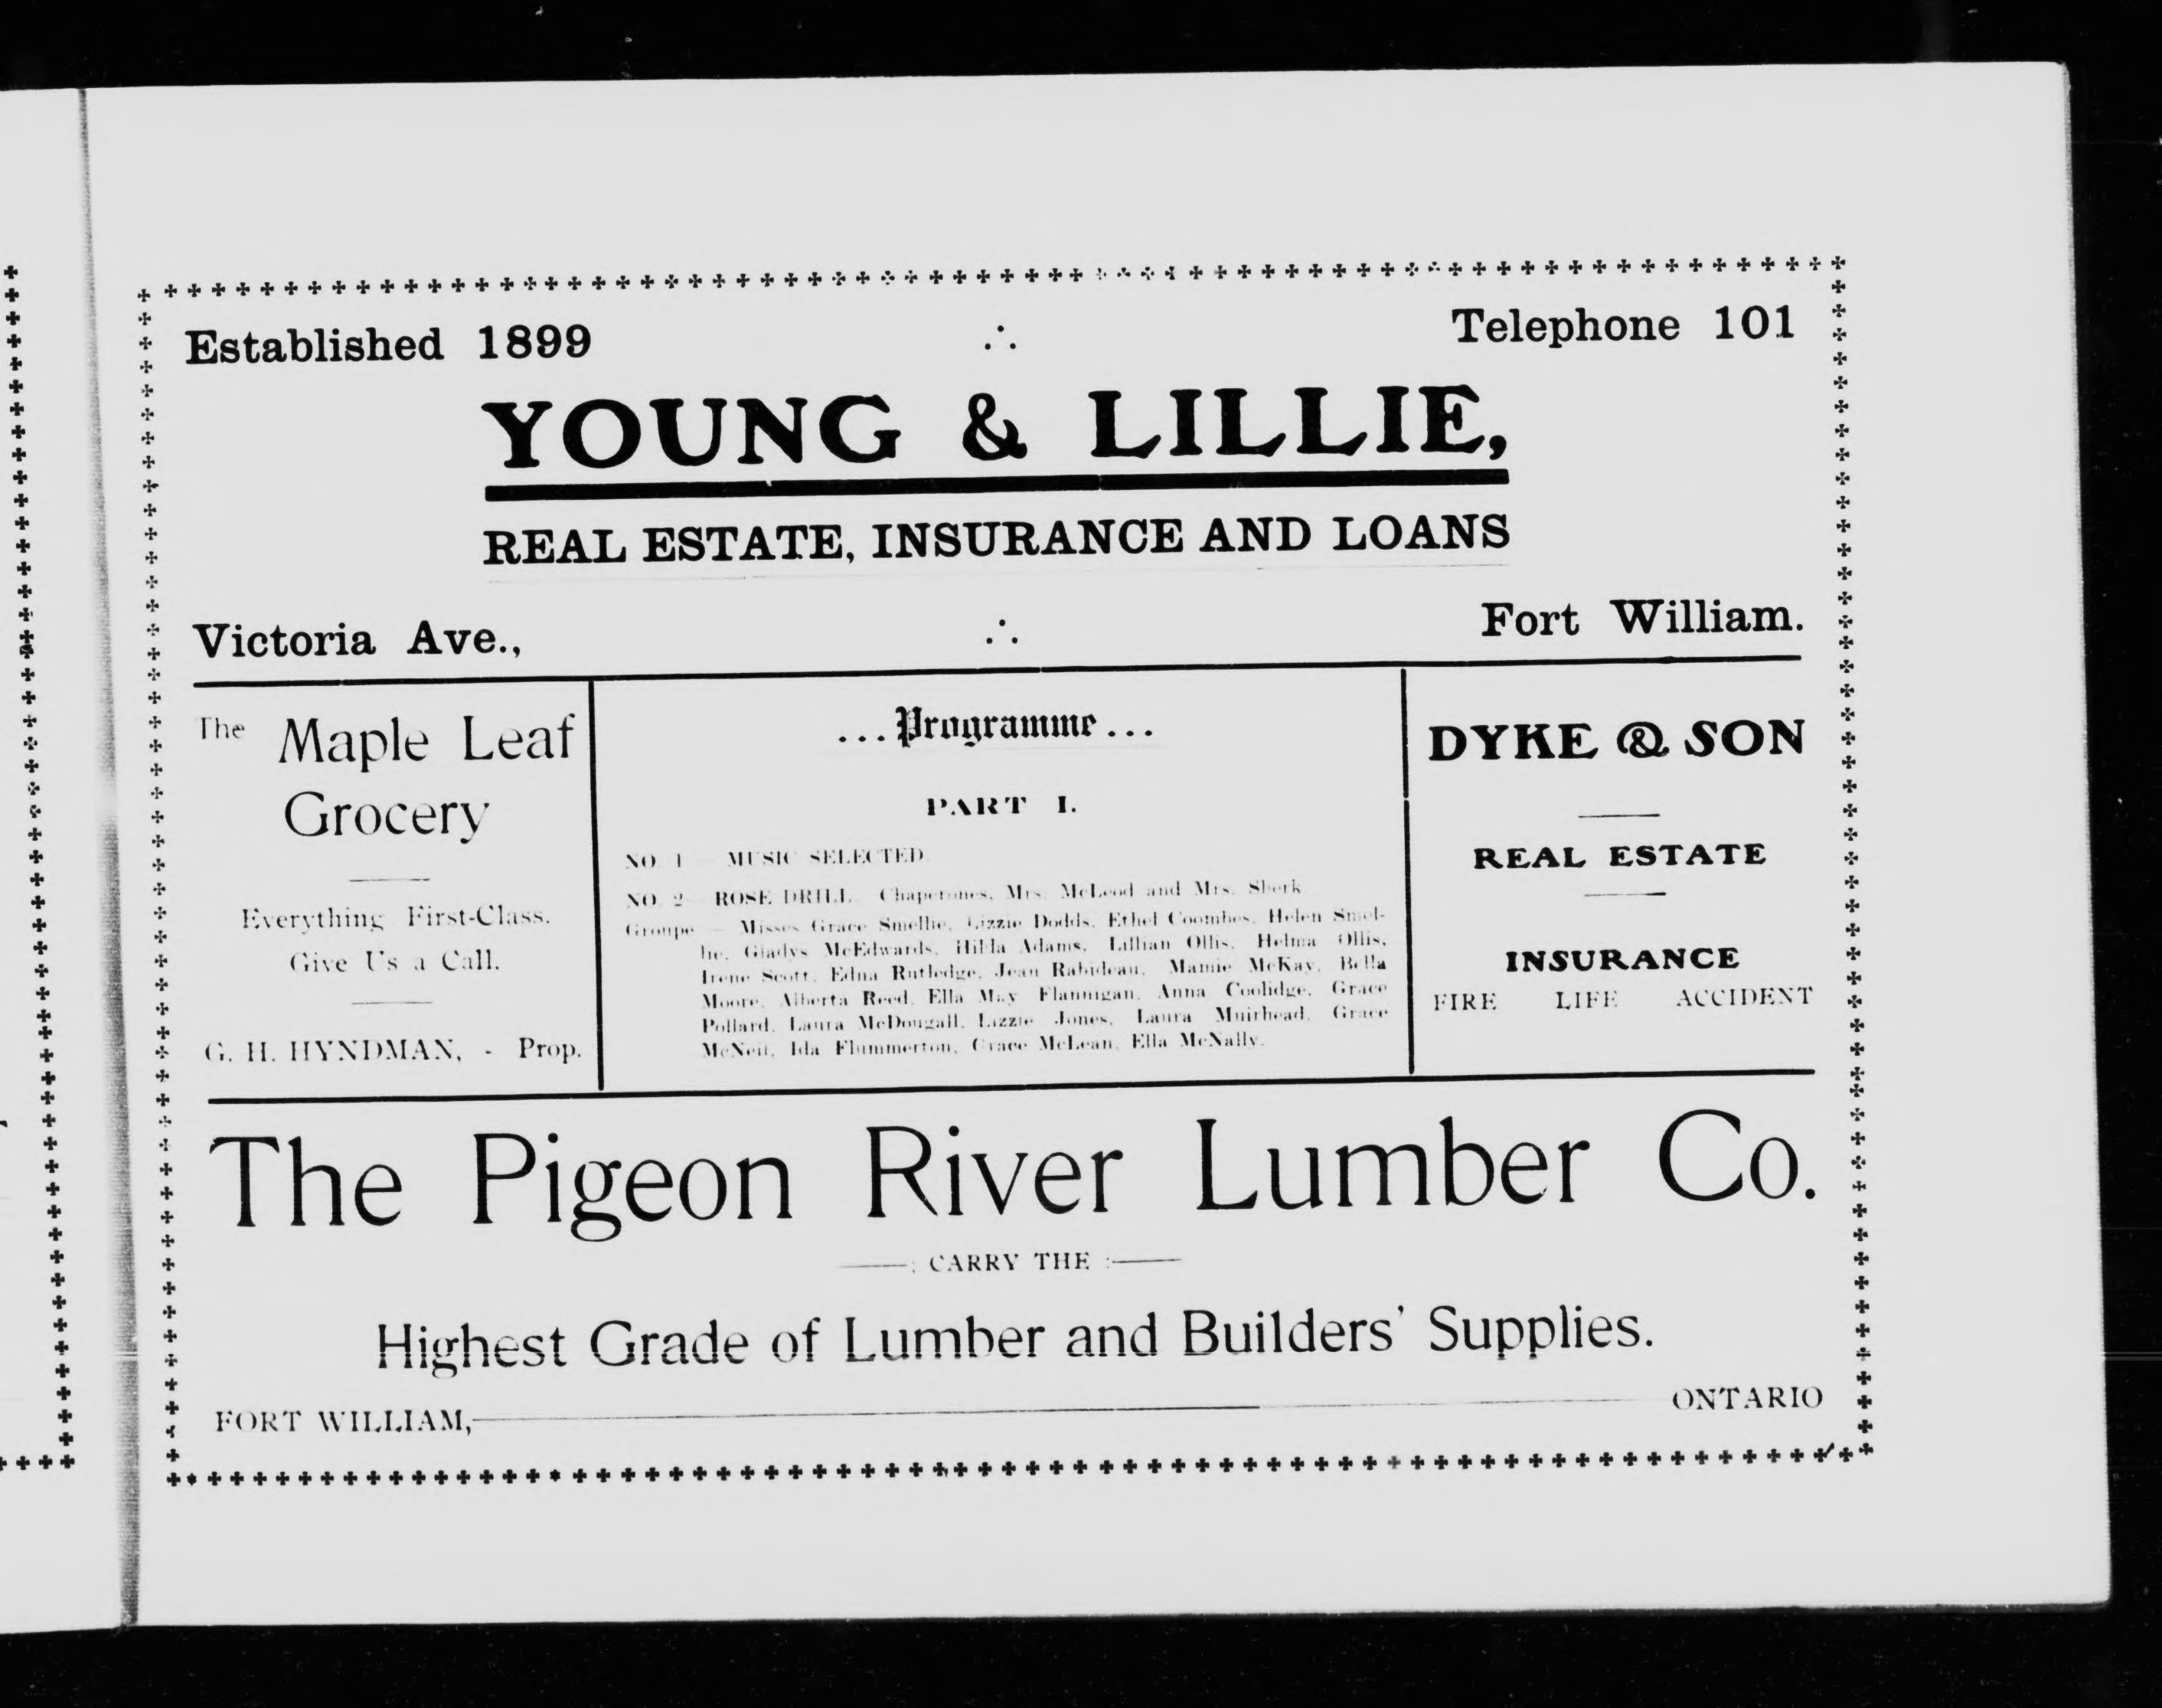 Established 1899 ∴ Telephone 101
YOUNG & LILLIE,
REAL ESTATE, INSURANCE AND LOANS
Victoria Ave., ∴ Fort William.
The Maple Leaf
Grocery
Everything First-Class.
Give Us a Call.
G. H. HYNDMAN, - Prop.
...Programme...
PART I.
NO. 1 — MUSIC SELECTED.
NO. 2 — ROSE DRILL. Chaperones, Mrs. McLeod and Mrs. Sherk
Groupe — Misses Grace Smellie, Lizzie Dodds, Ethel Coombes, Helen Smel-
lie, Gladys McEdwards, Hilda Adams, Lillian Ollis, Helma Ollis,
Irene Scott, Edna Rutledge, Jean Rabideau, Mamie McKay, Bella
Moore, Alberta Reed, Ella May Flannigan, Anna Coolidge, Grace
Pollard, Laura McDougall, Lizzie Jones, Laura Muirhead, Grace
McNeil, Ida Flummerton, Grace McLean, Ella McNally.
DYKE & SON
REAL ESTATE
INSURANCE
FIRE LIFE ACCIDENT
The Pigeon River Lumber Co.
: CARRY THE :
Highest Grade of Lumber and Builders' Supplies.
FORT WILLIAM, ONTARIO